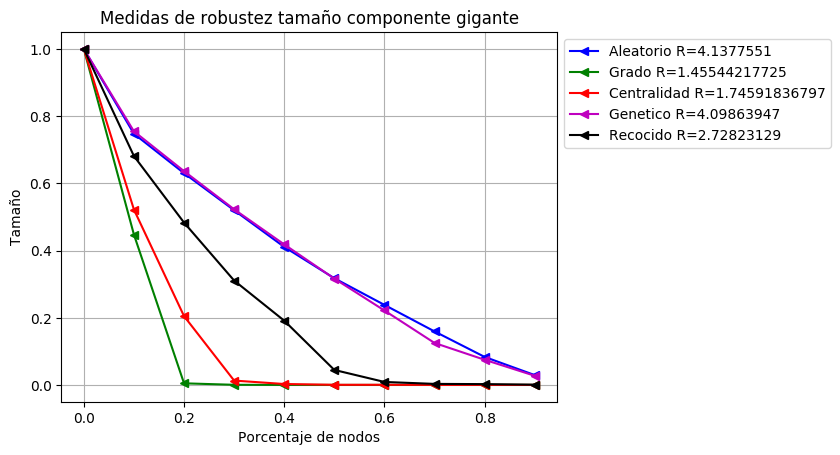 Medidas de robustez tamaño componente gigante
Aleatorio R=4.1377551
Grado R=1.45544217725
Centralidad R=1.74591836797
Genetico R=4.09863947
Recocido R=2.72823129
Tamaño
1.0
0.8
0.6
0.4
0.2
0.0
0.0 0.2 0.4 0.6 0.8
Porcentaje de nodos